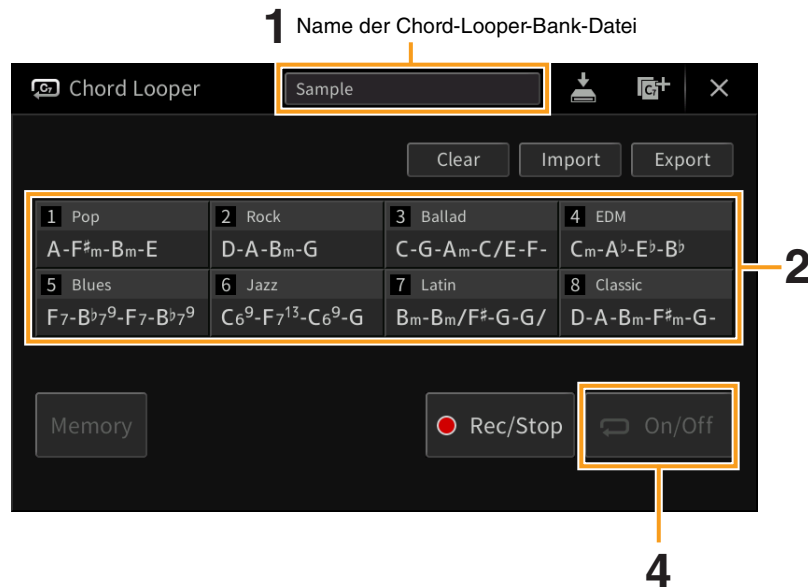 1 Name der Chord-Looper-Bank-Datei
C7 Chord Looper Sample C7
Clear Import Export
1 Pop 2 Rock 3 Ballad 4 EDM
A-F♯m-Bm-E D-A-Bm-G C-G-Am-C/E-F- Cm-A♭-E♭-B♭
2
5 Blues 6 Jazz 7 Latin 8 Classic
F7-B♭7⁹-F7-B♭7⁹ C6⁹-F7¹³-C6⁹-G Bm-Bm/F♯-G-G/ D-A-Bm-F♯m-G-
Memory Rec/Stop On/Off
4